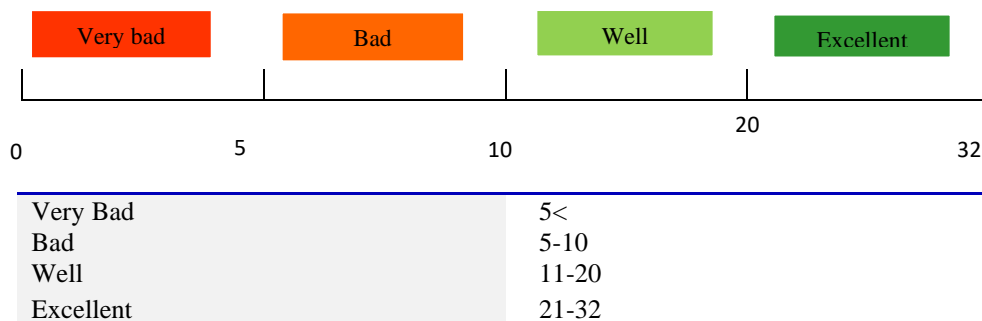 Very bad Bad Well Excellent
0 5 10 20 32
Very Bad 5<
Bad 5-10
Well 11-20
Excellent 21-32